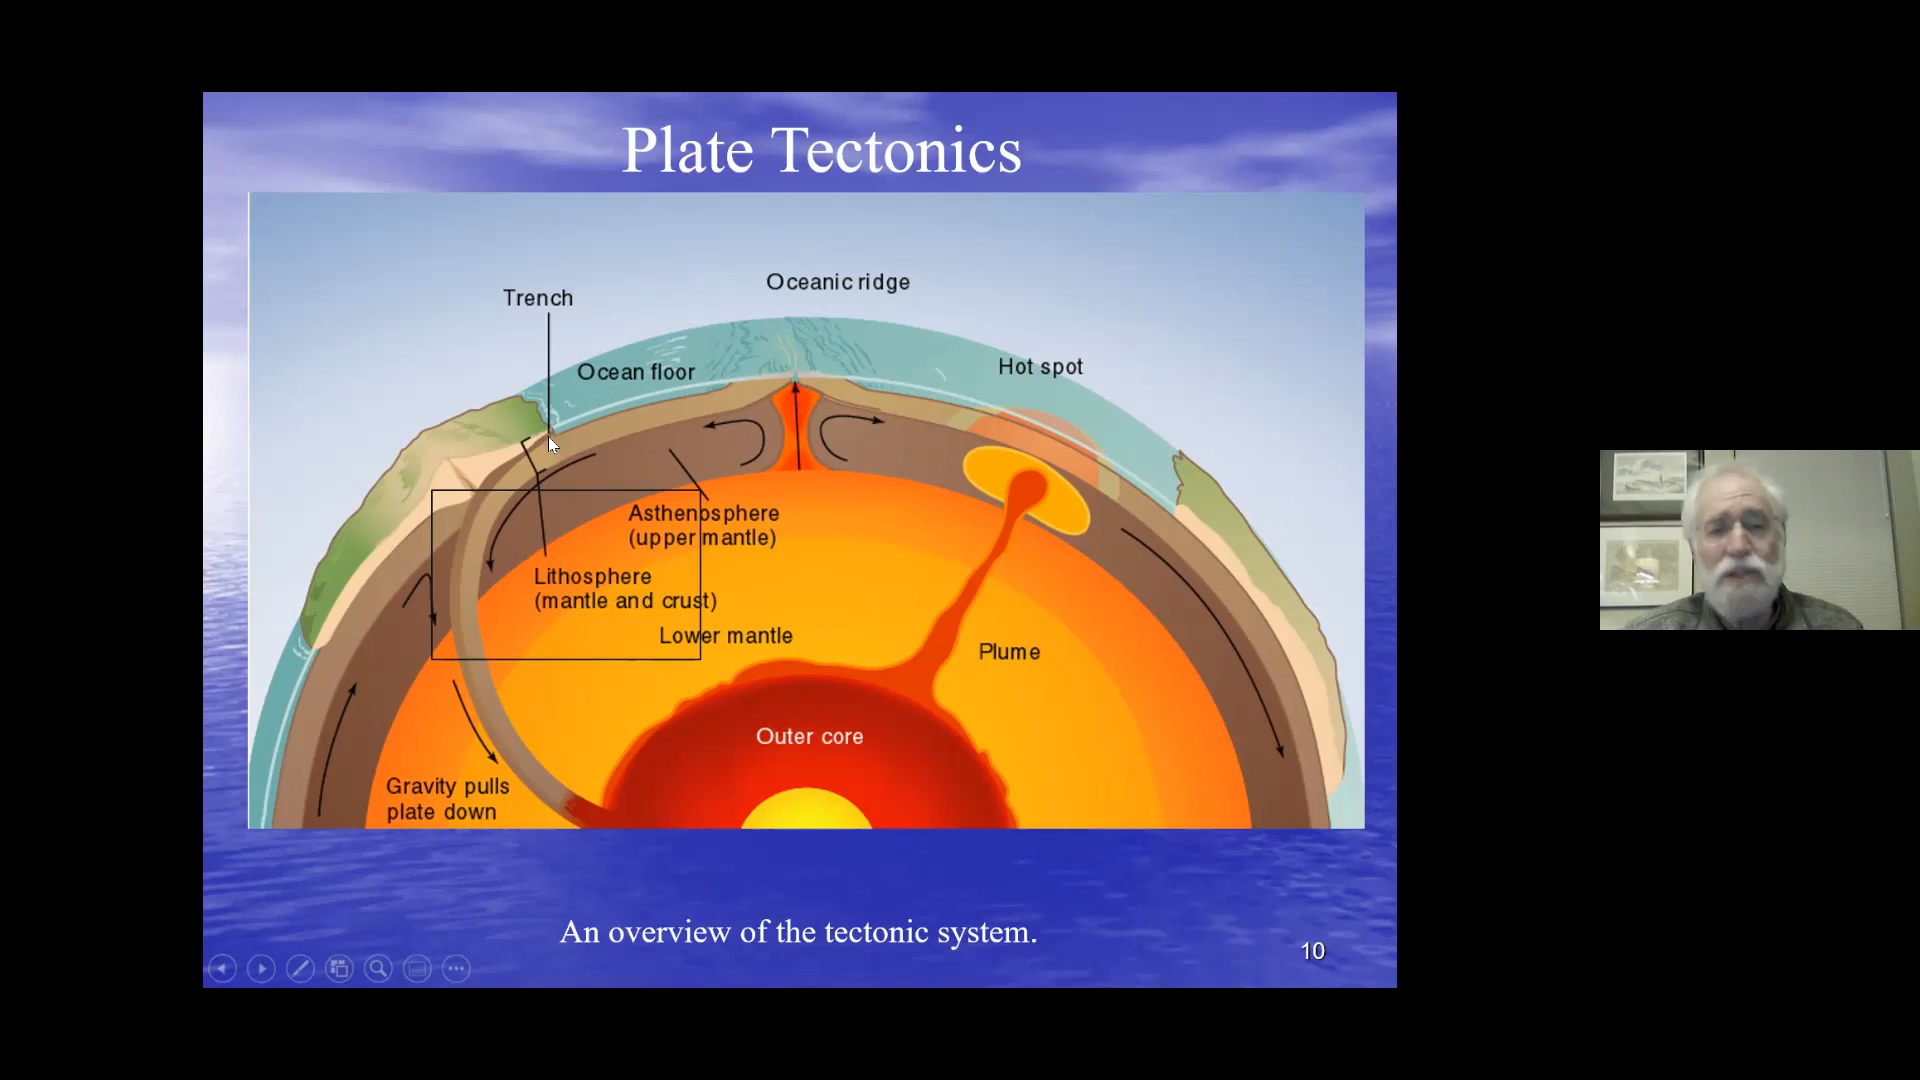 Plate Tectonics
Oceanic ridge
Trench
Hot spot
Ocean floor
Asthenosphere
(upper mantle)
Lithosphere
(mantle and crust)
Lower mantle
Plume
Outer core
Gravity pulls
plate down
An overview of the tectonic system.
10